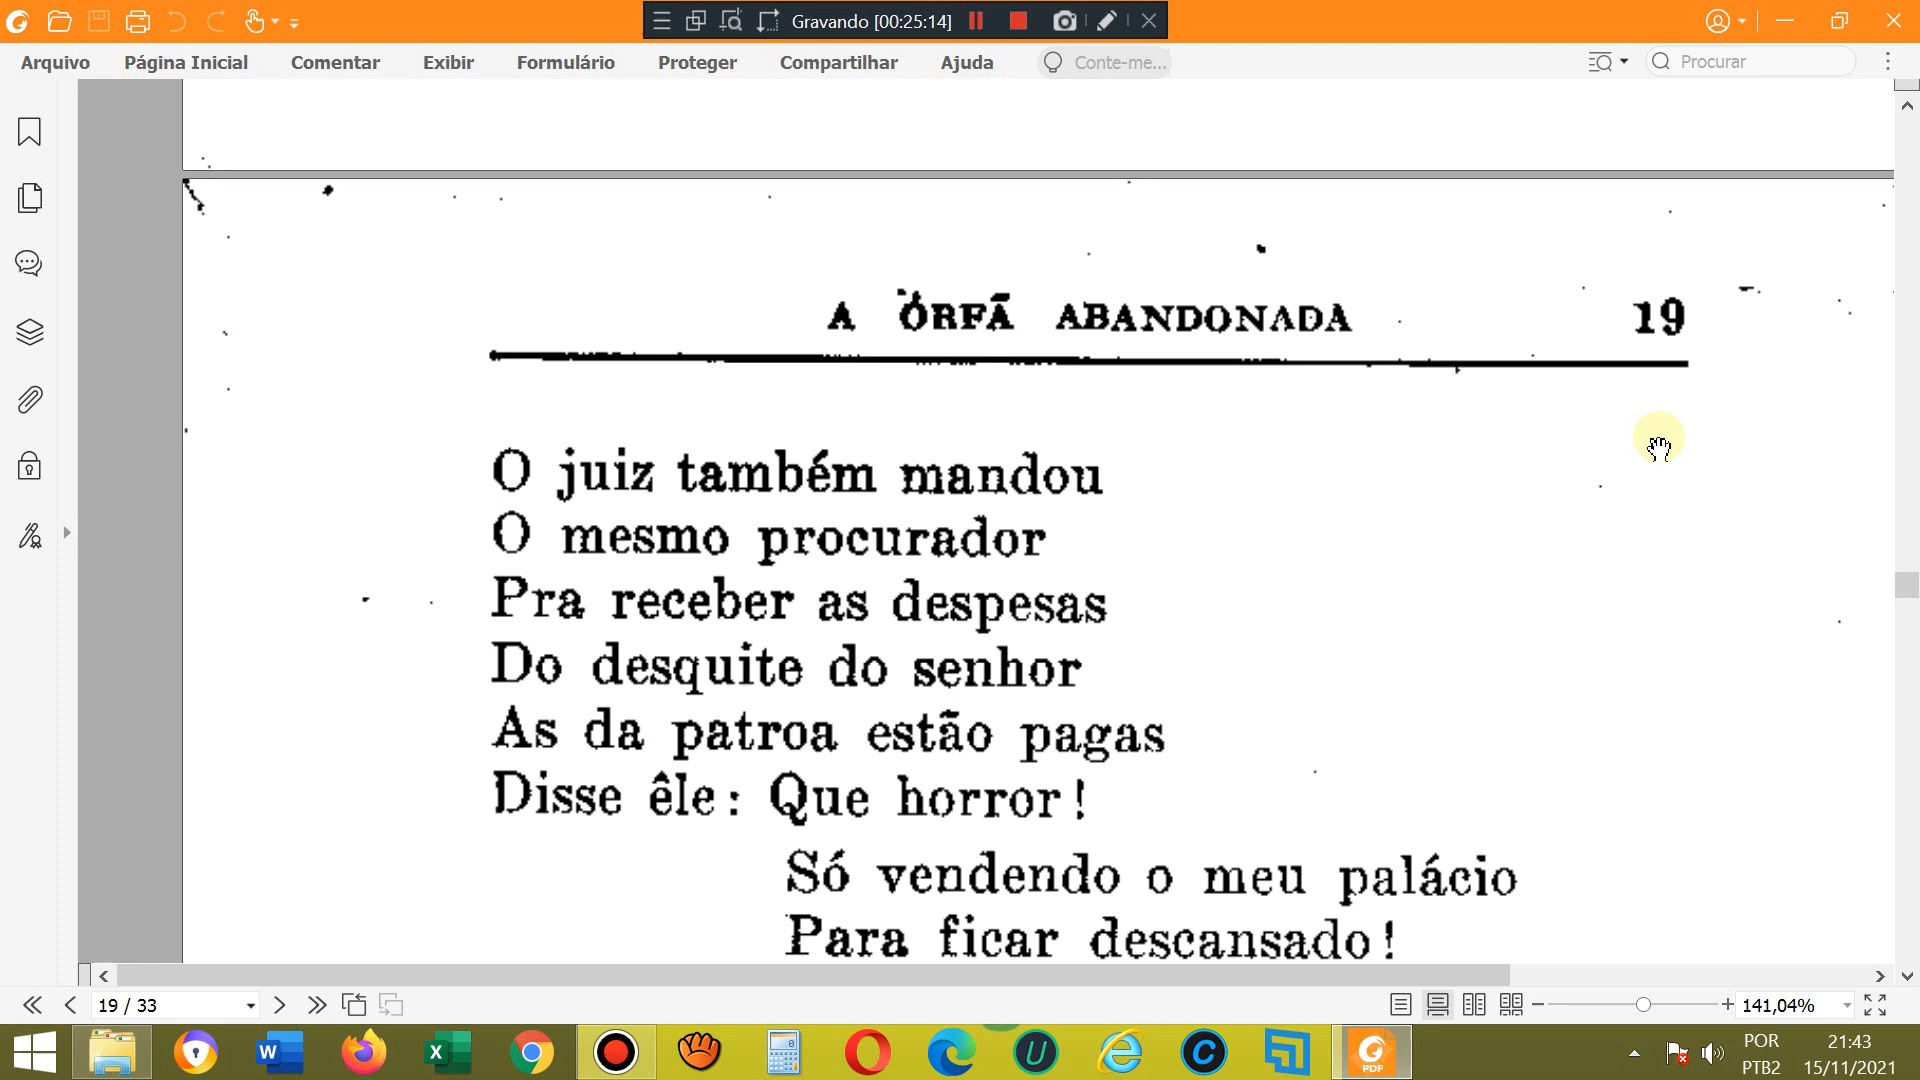 Gravando [00:25:14]
Arquivo Página Inicial Comentar Exibir Formulário Proteger Compartilhar Ajuda Conte-me... Procurar
A ÓRFÃ ABANDONADA 19
O juiz também mandou
O mesmo procurador
Pra receber as despesas
Do desquite do senhor
As da patroa estão pagas
Disse êle: Que horror!
Só vendendo o meu palácio
Para ficar descansado!
19 / 33 141,04%
POR 21:43
PTB2 15/11/2021